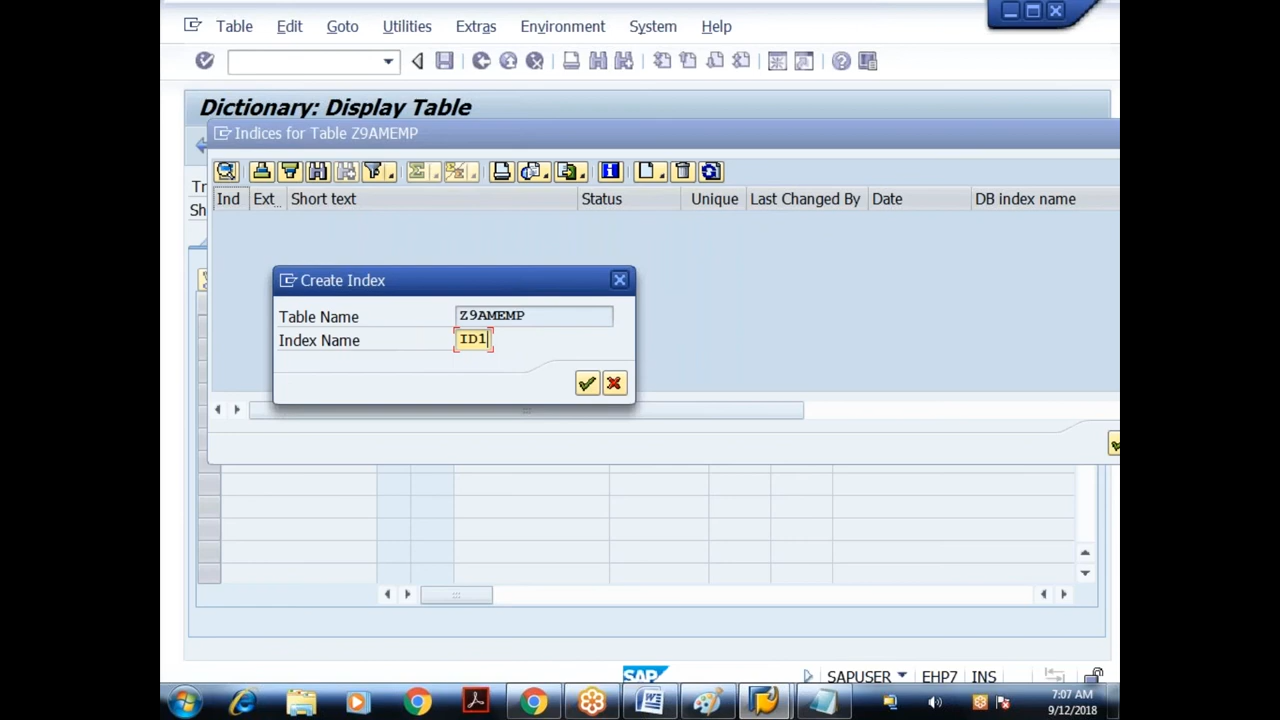 Table Edit Goto Utilities Extras Environment System Help
Dictionary: Display Table
Indices for Table Z9AMEMP
Tr
Sh
Ind Ext.. Short text Status Unique Last Changed By Date DB index name
Create Index
Table Name Z9AMEMP
Index Name ID1
SAP
SAPUSER EHP7 INS
7:07 AM
9/12/2018